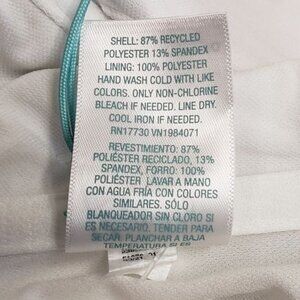 SHELL: 87% RECYCLED
POLYESTER 13% SPANDEX
LINING: 100% POLYESTER
HAND WASH COLD WITH LIKE
COLORS. ONLY NON-CHLORINE
BLEACH IF NEEDED. LINE DRY.
COOL IRON IF NEEDED.
RN17730 VN1984071
REVESTIMIENTO: 87%
POLIÉSTER RECICLADO, 13%
SPANDEX, FORRO: 100%
POLIÉSTER LAVAR A MANO
CON AGUA FRIA CON COLORES
SIMILARES. SÓLO
BLANQUEADOR SIN CLORO SI
ES NECESARIO. TENDER PARA
SECAR. PLANCHAR A BAJA
TEMPERATURA SI ES